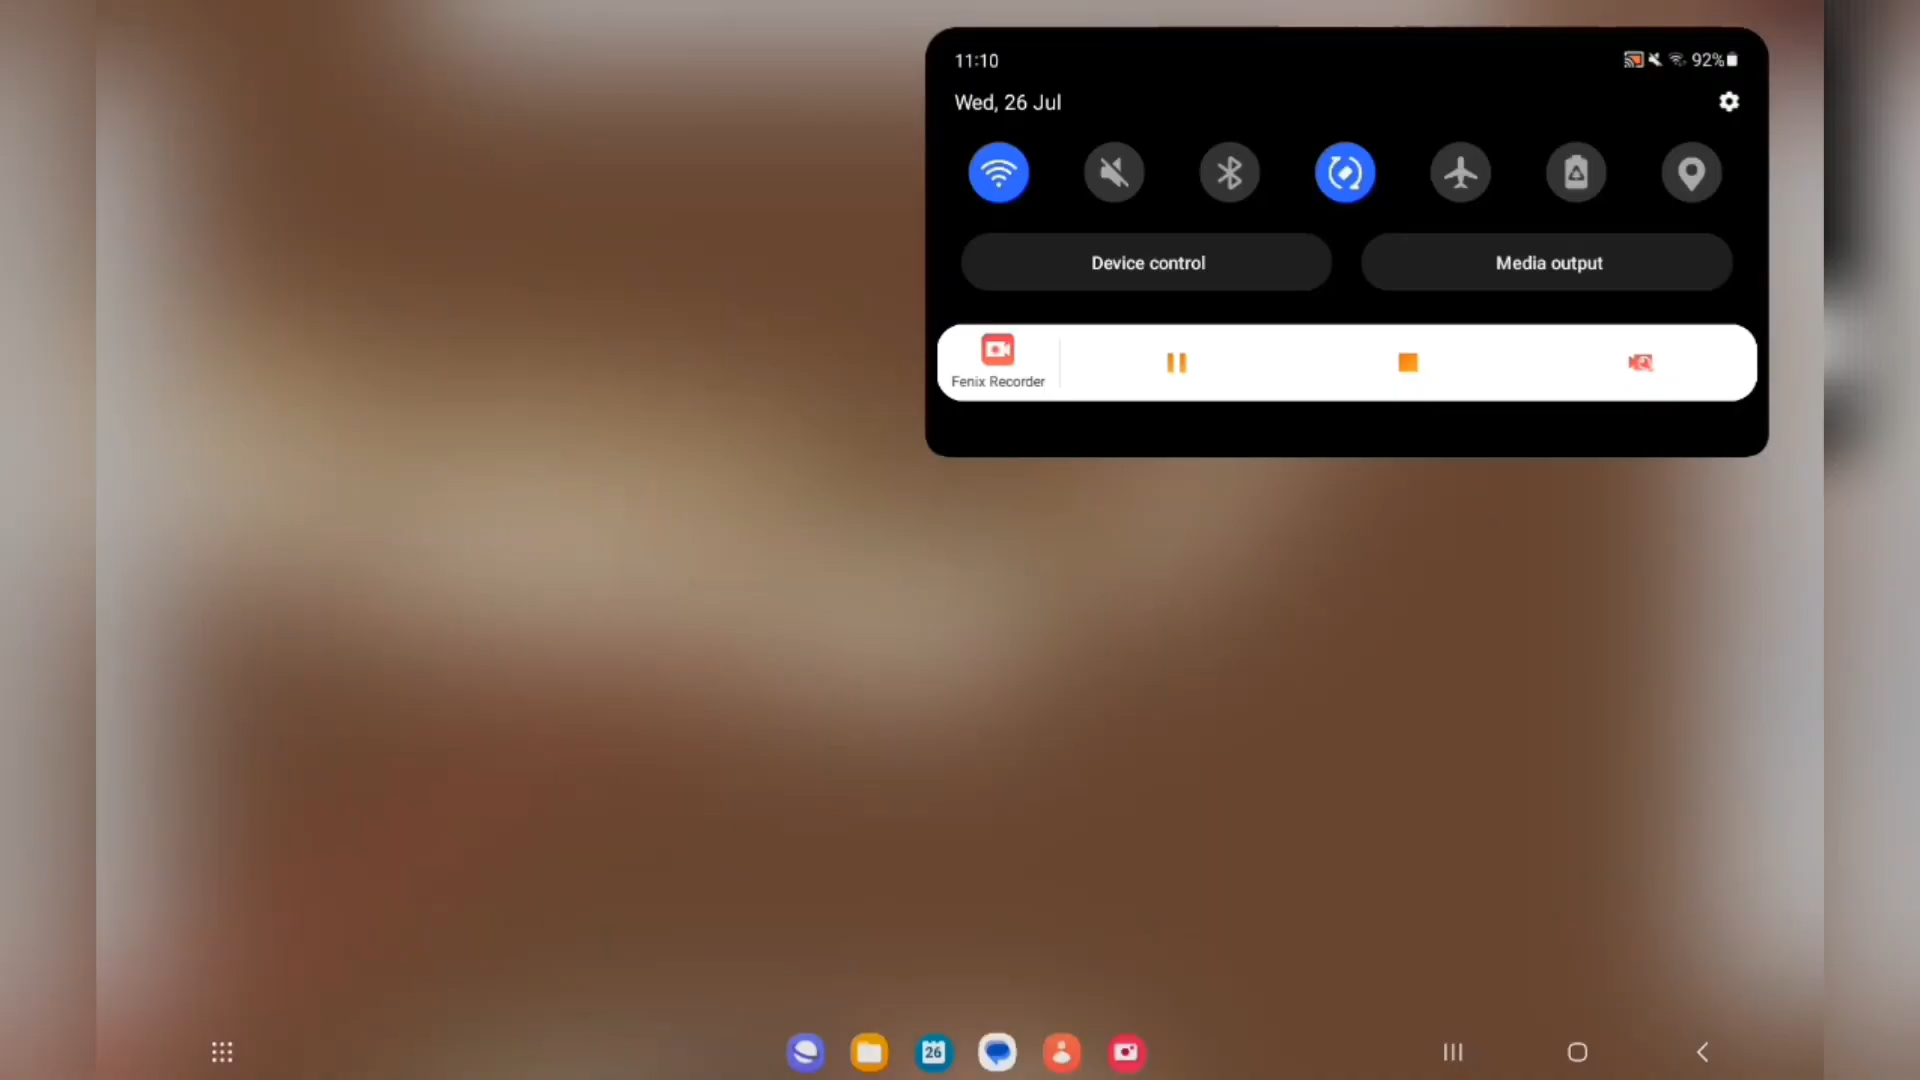 11:10
92%
Wed, 26 Jul
Device control
Media output
Fenix Recorder
26